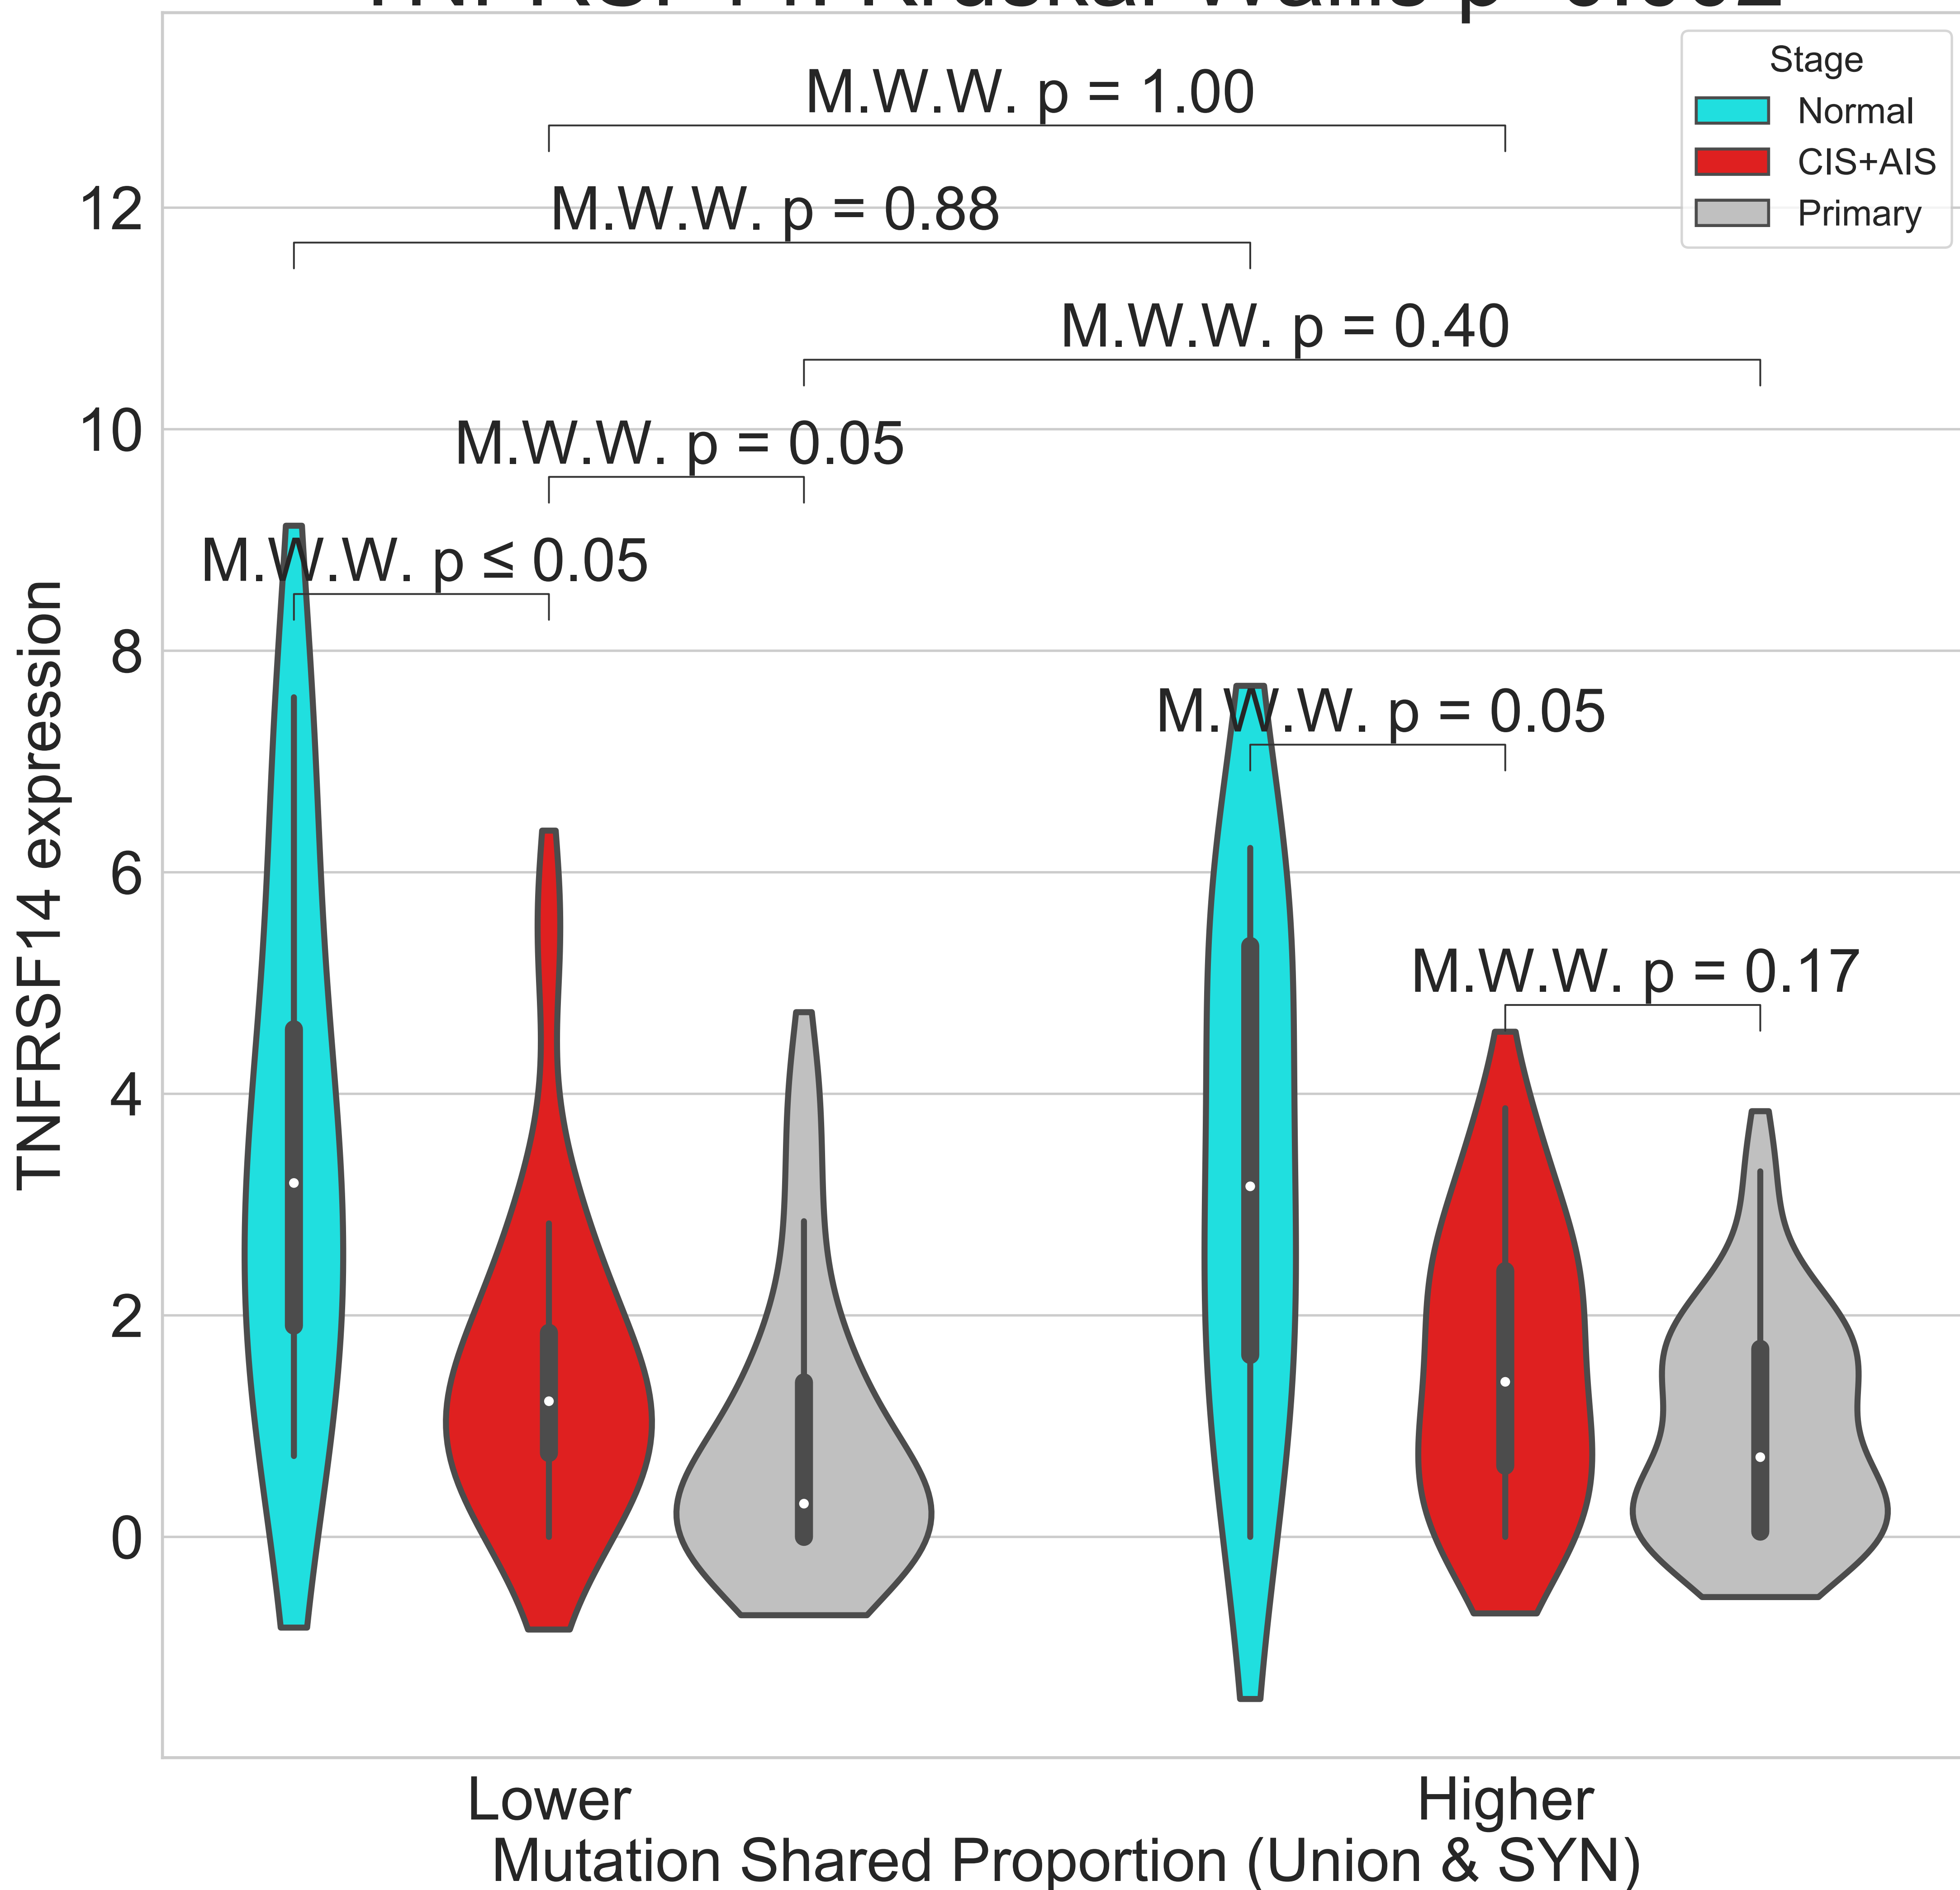 Stage
Normal
CIS+AIS
Primary
M.W.W. p = 1.00
M.W.W. p = 0.88
M.W.W. p = 0.40
M.W.W. p = 0.05
M.W.W. p ≤ 0.05
M.W.W. p = 0.05
M.W.W. p = 0.17
12
10
8
6
4
2
0
TNFRSF14 expression
Lower
Higher
Mutation Shared Proportion (Union & SYN)